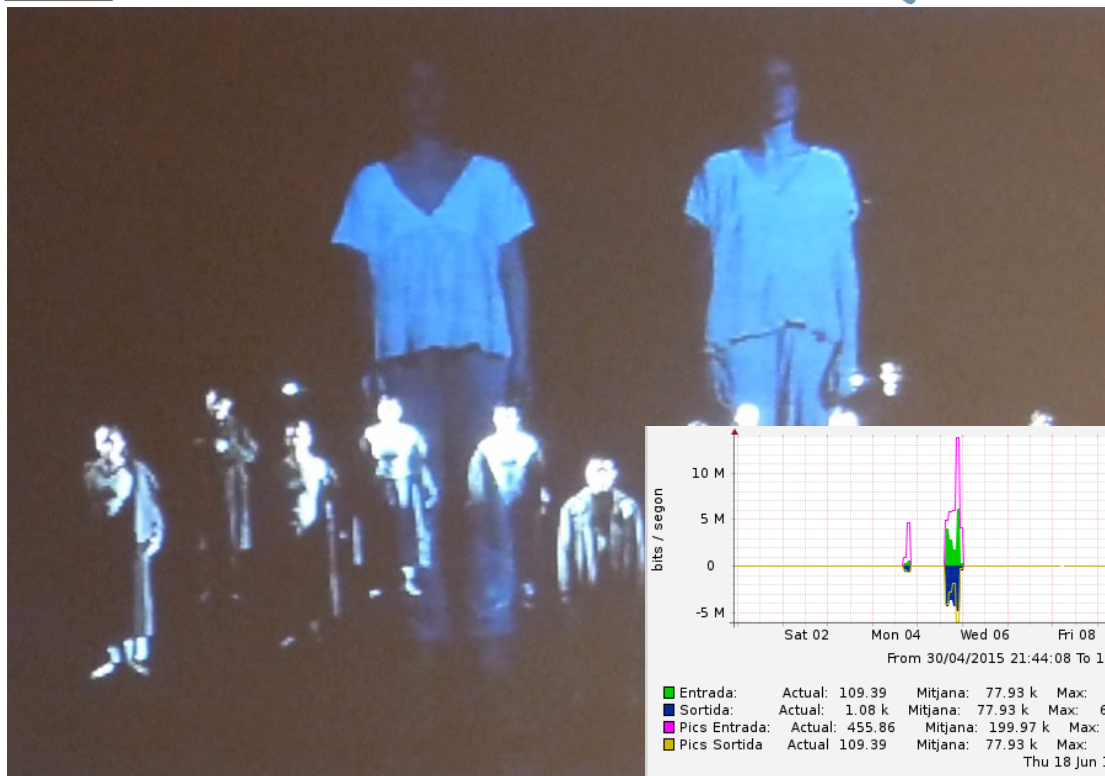 10 M
5 M
0
-5 M
bits / segon
Sat 02 Mon 04 Wed 06 Fri 08
From 30/04/2015 21:44:08 To 1
Entrada: Actual: 109.39 Mitjana: 77.93 k Max:
Sortida: Actual: 1.08 k Mitjana: 77.93 k Max: 6
Pics Entrada: Actual: 455.86 Mitjana: 199.97 k Max:
Pics Sortida Actual 109.39 Mitjana: 77.93 k Max:
Thu 18 Jun